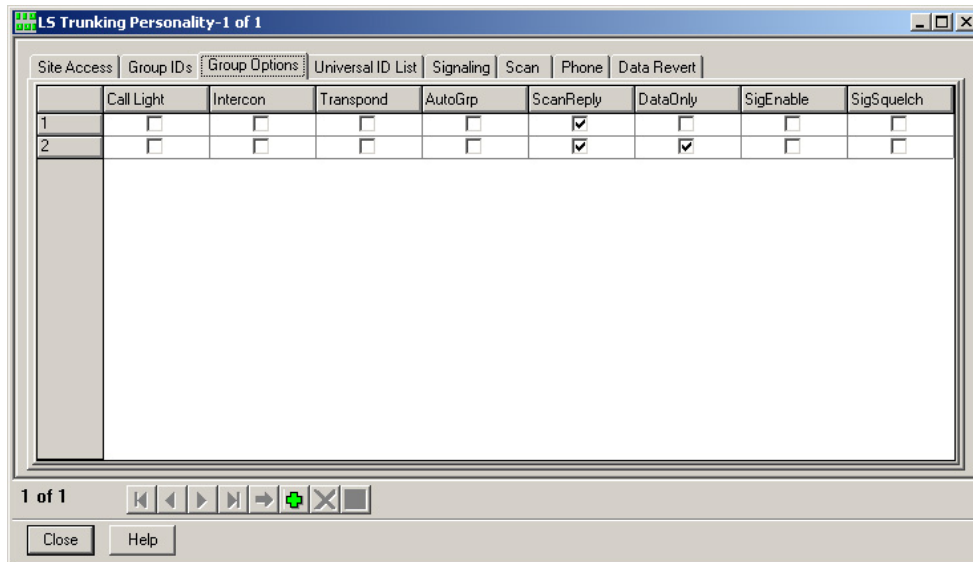 LS Trunking Personality-1 of 1
Site Access Group IDs Group Options Universal ID List Signaling Scan Phone Data Revert
Call Light Intercon Transpond AutoGrp ScanReply DataOnly SigEnable SigSquelch
1
2
1 of 1
Close Help